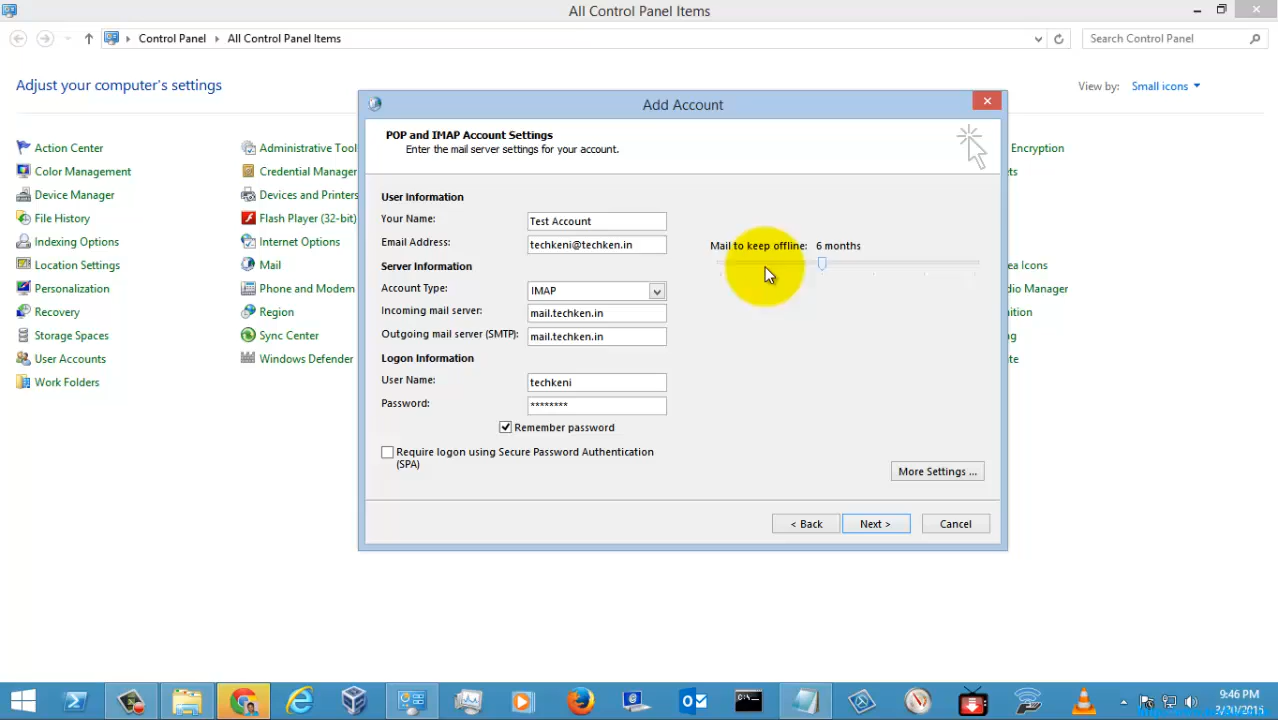 All Control Panel Items
Control Panel All Control Panel Items
Search Control Panel
Adjust your computer's settings
View by: Small icons
Action Center
Color Management
Device Manager
File History
Indexing Options
Location Settings
Personalization
Recovery
Storage Spaces
User Accounts
Work Folders
Administrative Tool
Credential Manager
Devices and Printers
Flash Player (32-bit)
Internet Options
Mail
Phone and Modem
Region
Sync Center
Windows Defender
Encryption
Add Account
POP and IMAP Account Settings
Enter the mail server settings for your account.
User Information
Your Name: Test Account
Email Address: techkeni@techken.in
Server Information
Account Type: IMAP
Incoming mail server: mail.techken.in
Outgoing mail server (SMTP): mail.techken.in
Logon Information
User Name: techkeni
Password: ********
Remember password
Require logon using Secure Password Authentication
(SPA)
Mail to keep offline: 6 months
More Settings ...
< Back
Next >
Cancel
9:46 PM